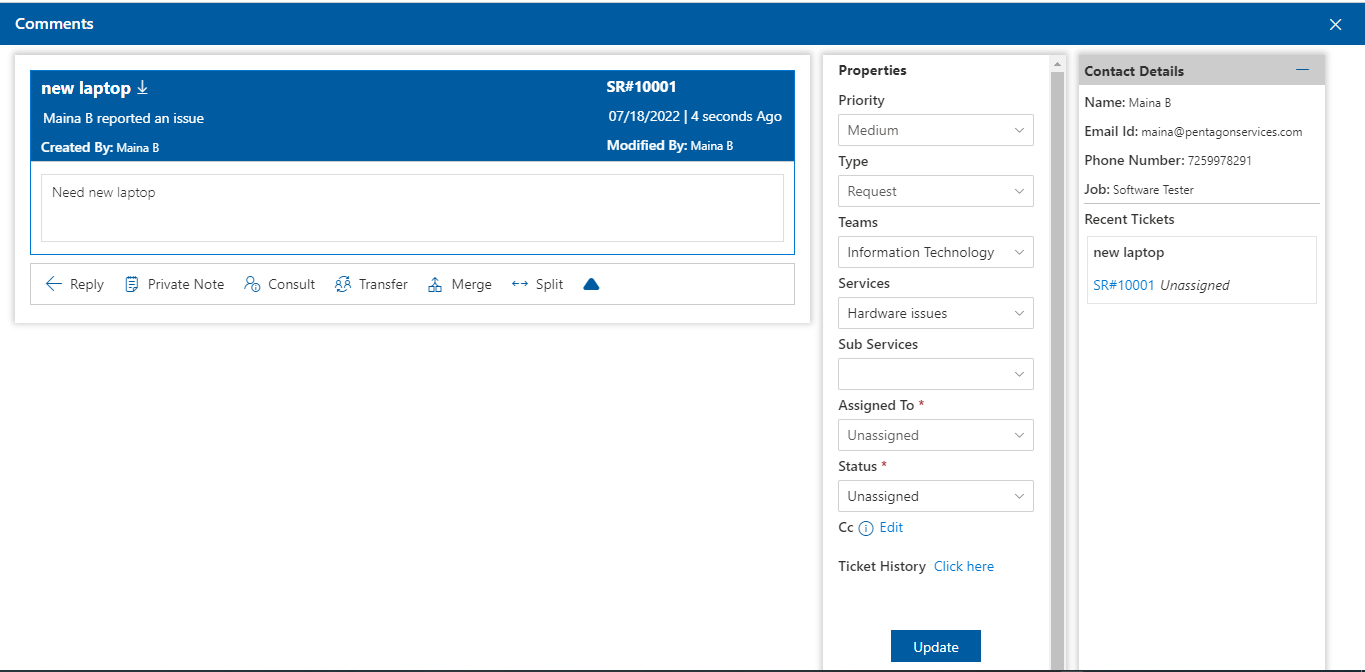 Comments
new laptop
SR#10001
Maina B reported an issue
07/18/2022 | 4 seconds Ago
Created By: Maina B
Modified By: Maina B
Need new laptop
Reply
Private Note
Consult
Transfer
Merge
Split
Properties
Priority
Medium
Type
Request
Teams
Information Technology
Services
Hardware issues
Sub Services
Assigned To *
Unassigned
Status *
Unassigned
Cc Edit
Ticket History Click here
Update
Contact Details
Name: Maina B
Email Id: maina@pentagonservices.com
Phone Number: 7259978291
Job: Software Tester
Recent Tickets
new laptop
SR#10001 Unassigned